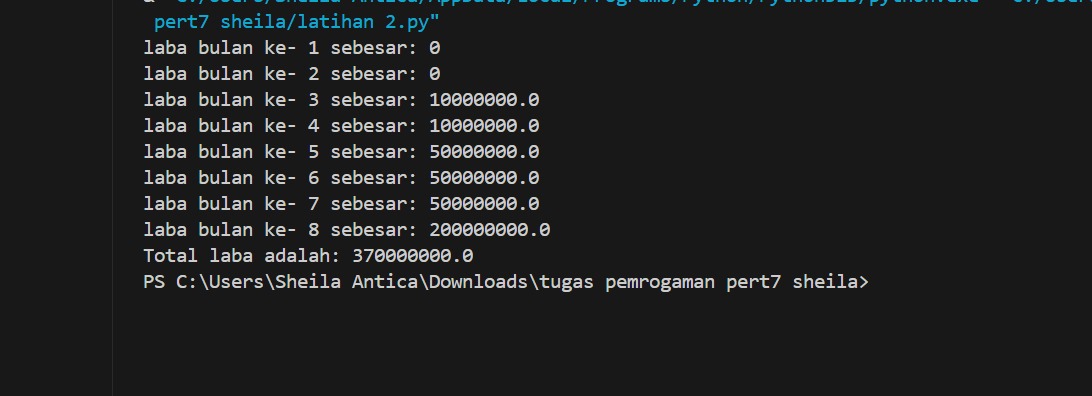 pert7 sheila/latihan 2.py"
laba bulan ke- 1 sebesar: 0
laba bulan ke- 2 sebesar: 0
laba bulan ke- 3 sebesar: 10000000.0
laba bulan ke- 4 sebesar: 10000000.0
laba bulan ke- 5 sebesar: 50000000.0
laba bulan ke- 6 sebesar: 50000000.0
laba bulan ke- 7 sebesar: 50000000.0
laba bulan ke- 8 sebesar: 200000000.0
Total laba adalah: 370000000.0
PS C:\Users\Sheila Antica\Downloads\tugas pemrogaman pert7 sheila>